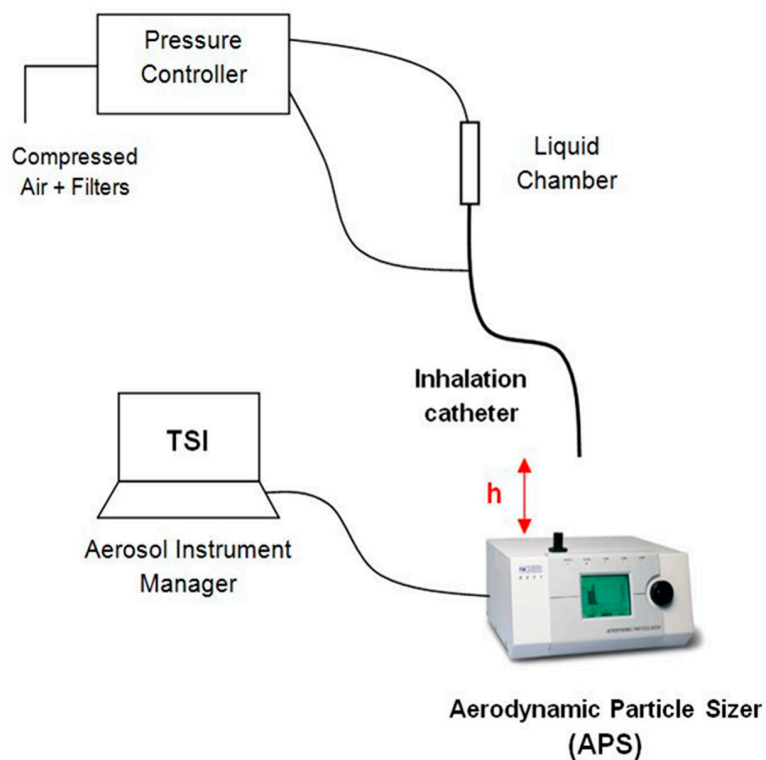 Pressure
Controller
Compressed
Air + Filters
Liquid
Chamber
Inhalation
catheter
TSI
h
Aerosol Instrument
Manager
Aerodynamic Particle Sizer
(APS)